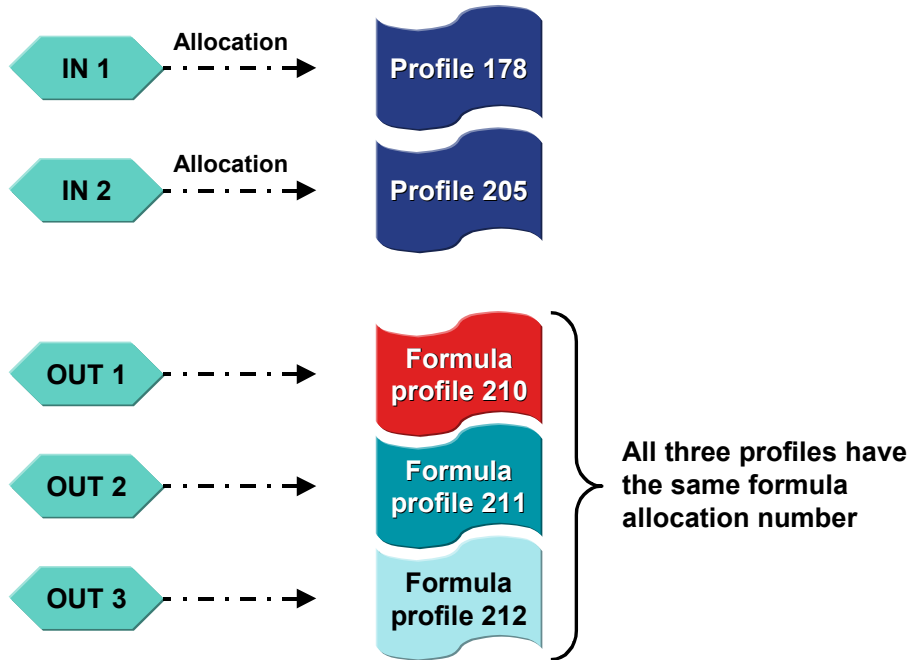 Allocation
IN 1
Profile 178
Allocation
IN 2
Profile 205
OUT 1
Formula
profile 210
OUT 2
Formula
profile 211
All three profiles have
the same formula
allocation number
OUT 3
Formula
profile 212